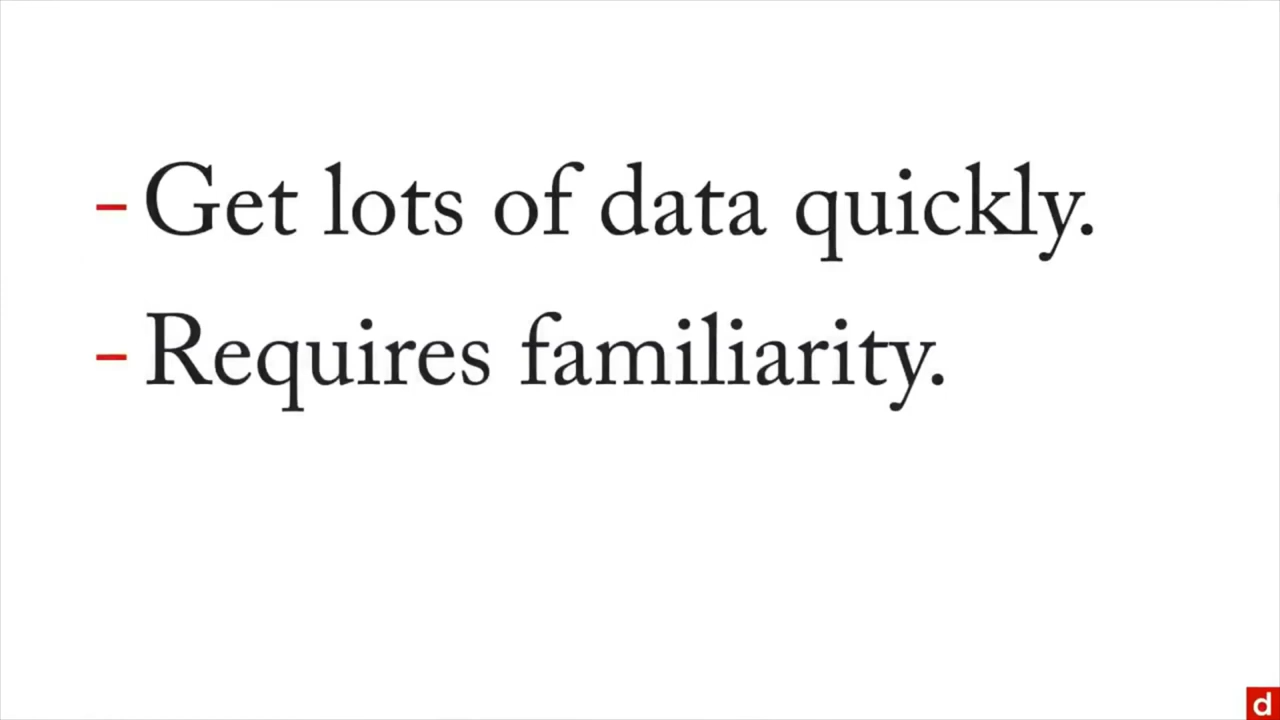 - Get lots of data quickly.
- Requires familiarity.
d